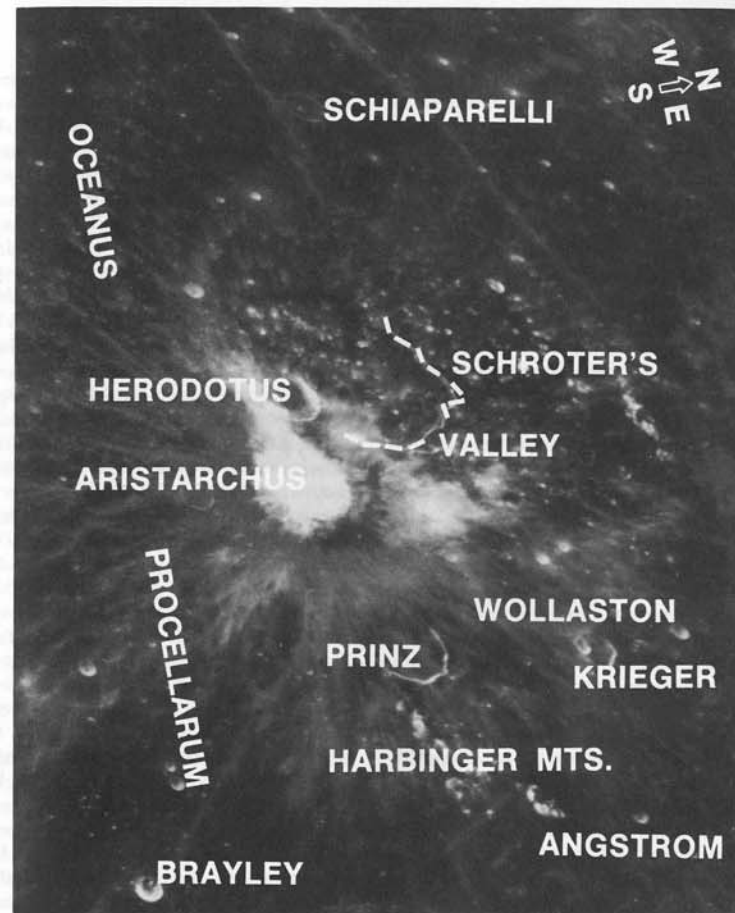 W
N
S
E
SCHIAPARELLI
OCEANUS
SCHROTER'S
HERODOTUS
VALLEY
ARISTARCHUS
PROCELLARUM
WOLLASTON
PRINZ
KRIEGER
HARBINGER MTS.
ANGSTROM
BRAYLEY